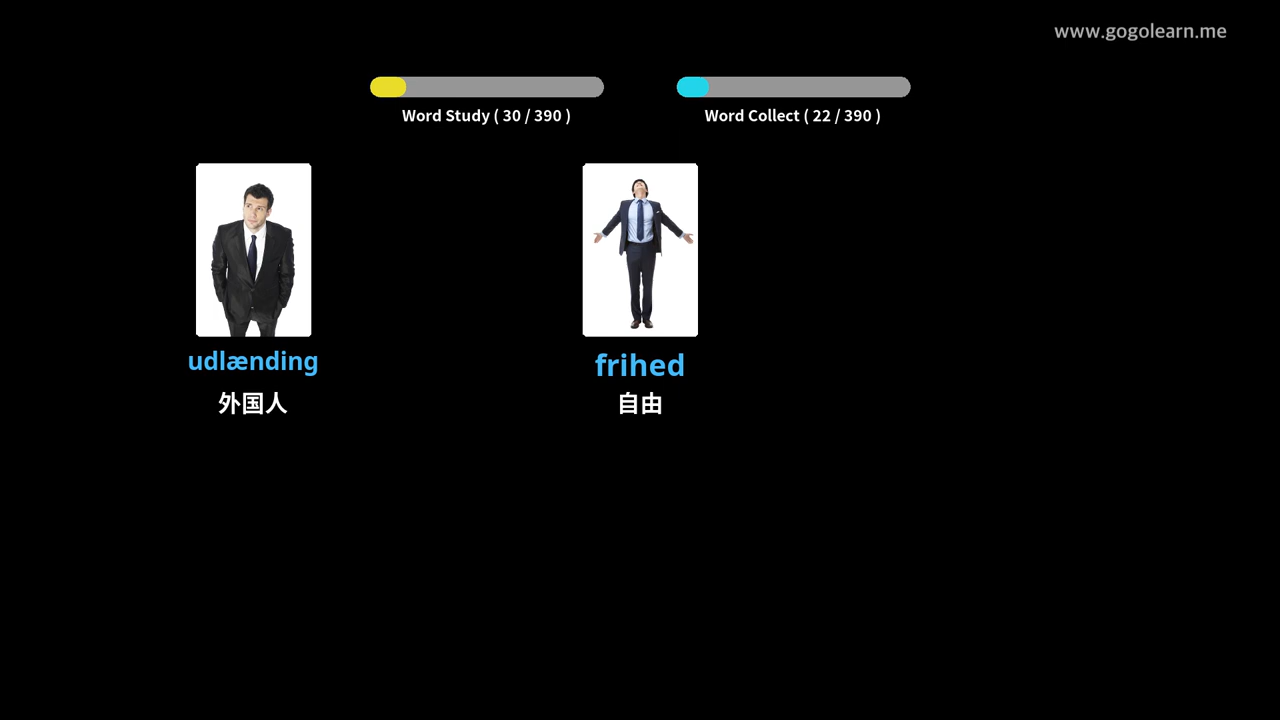 www.gogolearn.me
Word Study ( 30 / 390 )
Word Collect ( 22 / 390 )
udlænding
外国人
frihed
自由